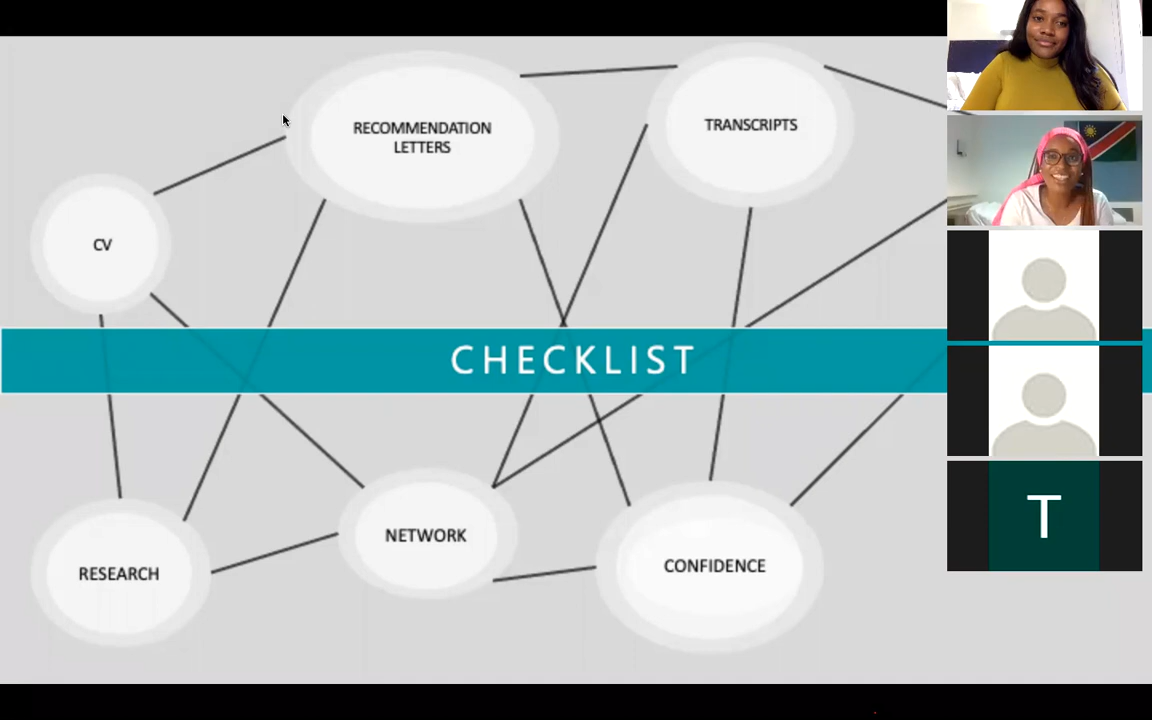 RECOMMENDATION
LETTERS
TRANSCRIPTS
CV
CHECKLIST
RESEARCH
NETWORK
CONFIDENCE
T